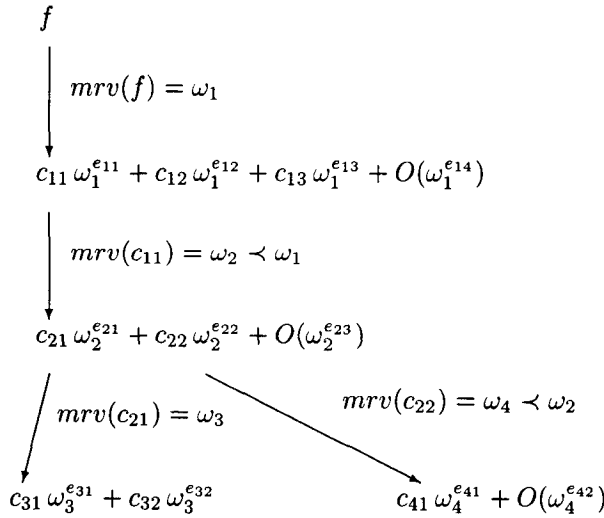 f
mrv(f) = ω₁
c₁₁ ω₁^{e₁₁} + c₁₂ ω₁^{e₁₂} + c₁₃ ω₁^{e₁₃} + O(ω₁^{e₁₄})
mrv(c₁₁) = ω₂ ≺ ω₁
c₂₁ ω₂^{e₂₁} + c₂₂ ω₂^{e₂₂} + O(ω₂^{e₂₃})
mrv(c₂₁) = ω₃
mrv(c₂₂) = ω₄ ≺ ω₂
c₃₁ ω₃^{e₃₁} + c₃₂ ω₃^{e₃₂}
c₄₁ ω₄^{e₄₁} + O(ω₄^{e₄₂})